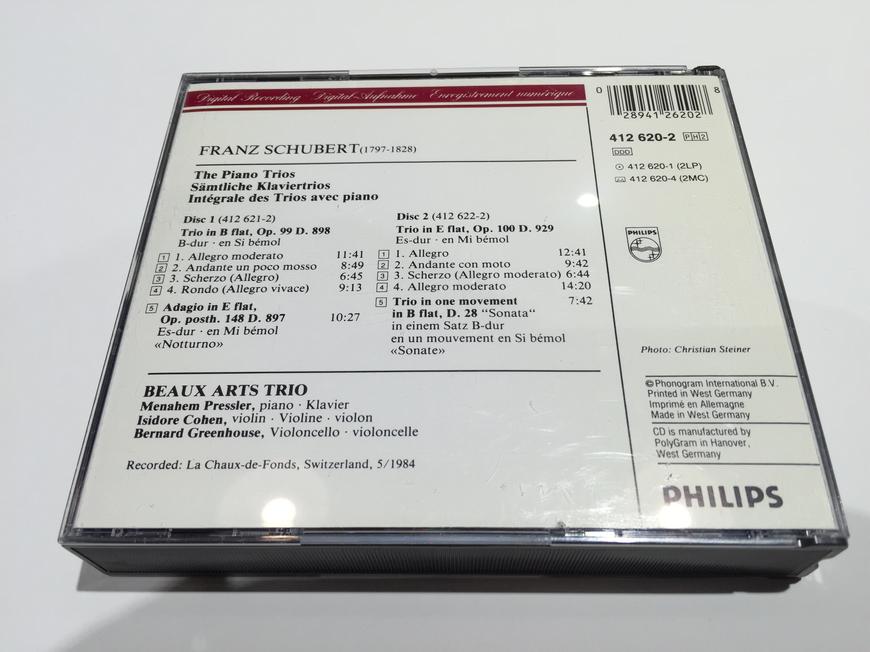 Digital Recording · Digital-Aufnahme · Enregistrement numérique
FRANZ SCHUBERT (1797-1828)
The Piano Trios
Sämtliche Klaviertrios
Intégrale des Trios avec piano
Disc 1 (412 621-2)
Trio in B flat, Op. 99 D. 898
B-dur · en Si bémol
1 1. Allegro moderato 11:41
2 2. Andante un poco mosso 8:49
3 3. Scherzo (Allegro) 6:45
4 4. Rondo (Allegro vivace) 9:13
5 Adagio in E flat,
Op. posth. 148 D. 897 10:27
Es-dur · en Mi bémol
«Notturno»
Disc 2 (412 622-2)
Trio in E flat, Op. 100 D. 929
Es-dur · en Mi bémol
1 1. Allegro 12:41
2 2. Andante con moto 9:42
3 3. Scherzo (Allegro moderato) 6:44
4 4. Allegro moderato 14:20
5 Trio in one movement 7:42
in B flat, D. 28 "Sonata"
in einem Satz B-dur
en un mouvement en Si bémol
«Sonate»
BEAUX ARTS TRIO
Menahem Pressler, piano · Klavier
Isidore Cohen, violin · Violine · violon
Bernard Greenhouse, Violoncello · violoncelle
Recorded: La Chaux-de-Fonds, Switzerland, 5/1984
0 28941 26202 8
412 620-2 PH2
DDD
412 620-1 (2LP)
412 620-4 (2MC)
PHILIPS
Photo: Christian Steiner
© Phonogram International B.V.
Printed in West Germany
Imprimé en Allemagne
Made in West Germany
CD is manufactured by
PolyGram in Hanover,
West Germany
PHILIPS